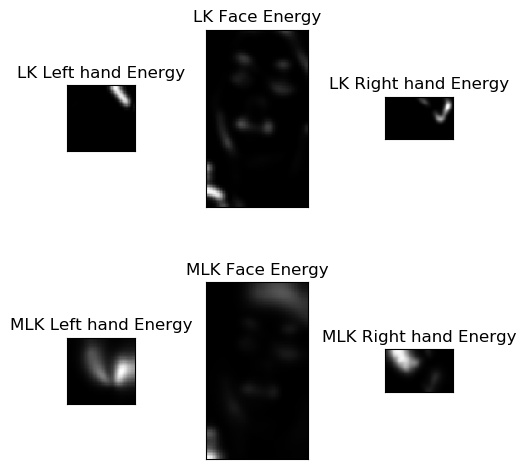 LK Face Energy
LK Left hand Energy
LK Right hand Energy
MLK Face Energy
MLK Left hand Energy
MLK Right hand Energy